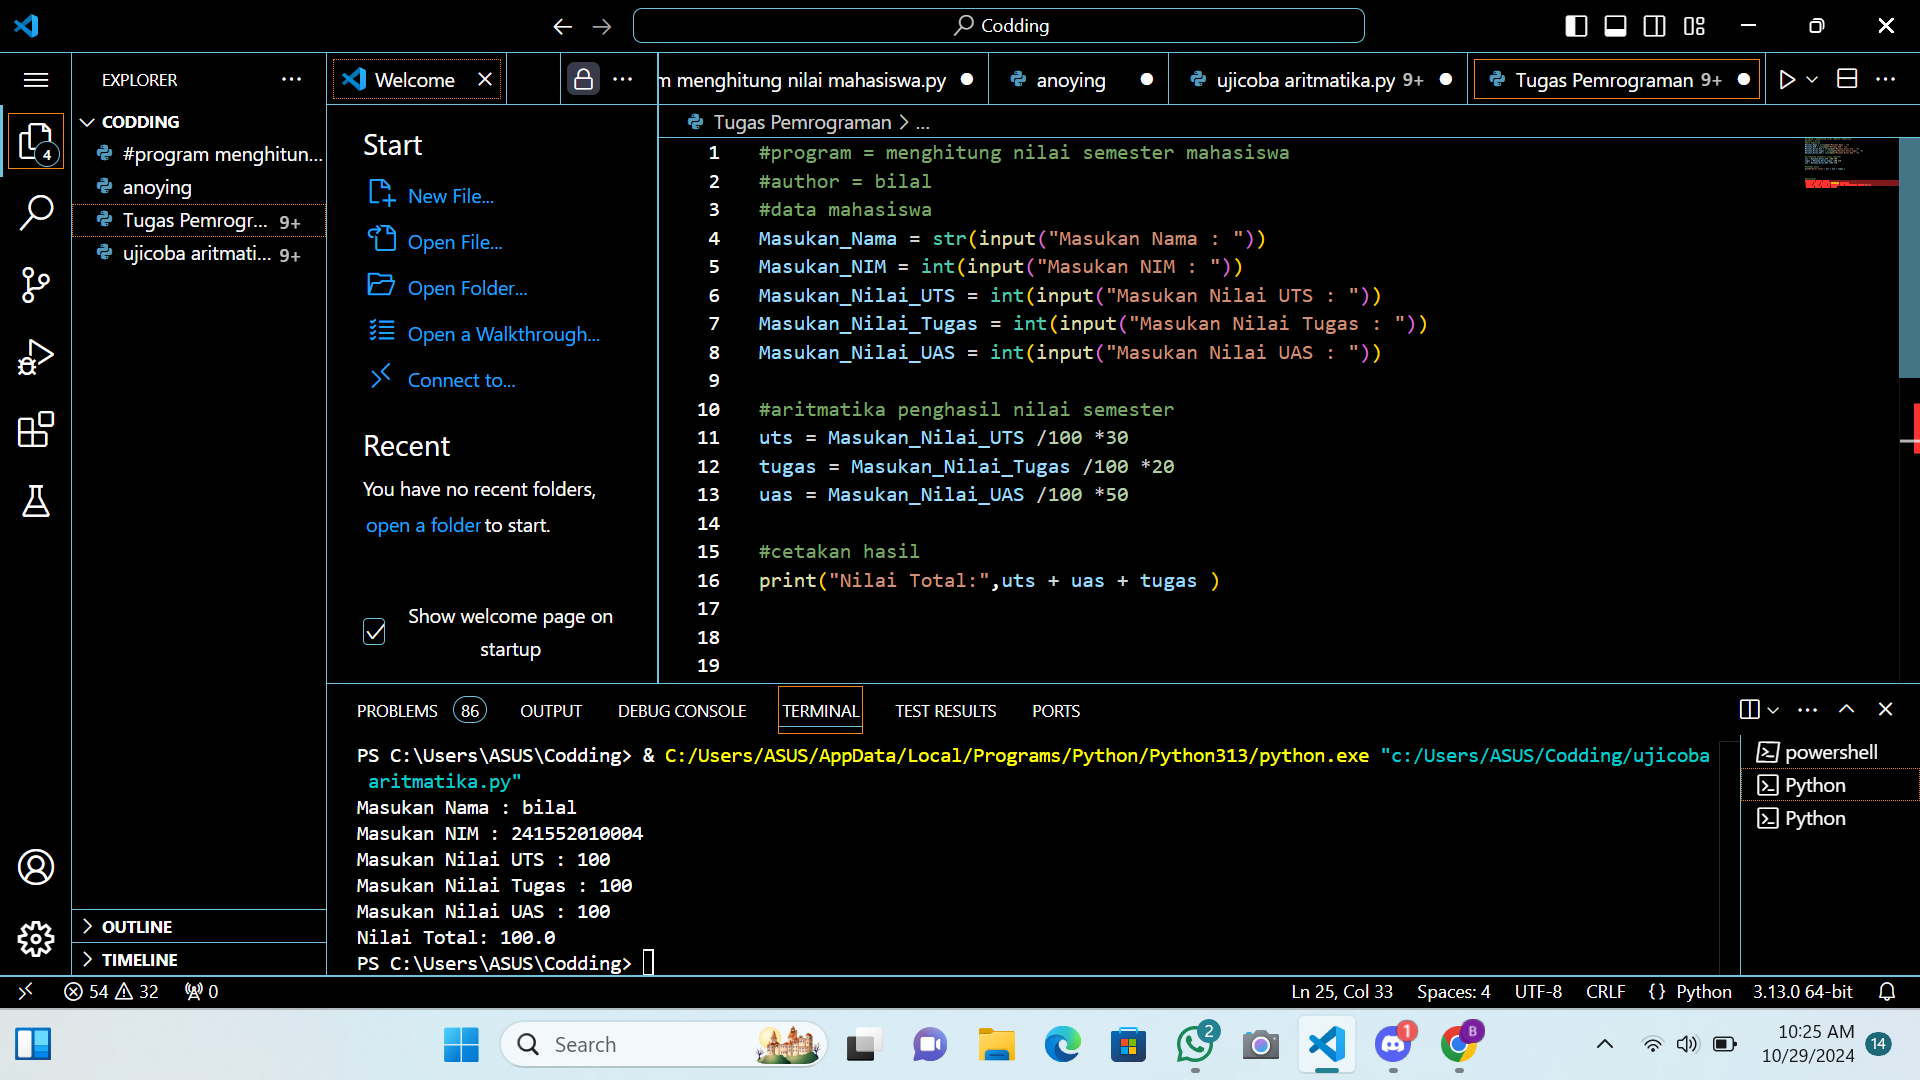 Codding
EXPLORER
CODDING
#program menghitun...
anoying
Tugas Pemrogr... 9+
ujicoba aritmati... 9+
OUTLINE
TIMELINE
4
Welcome
Start
New File...
Open File...
Open Folder...
Open a Walkthrough...
Connect to...
Recent
You have no recent folders,
open a folder to start.
Show welcome page on
startup
m menghitung nilai mahasiswa.py
anoying
ujicoba aritmatika.py 9+
Tugas Pemrograman 9+
Tugas Pemrograman > ...
1 #program = menghitung nilai semester mahasiswa
2 #author = bilal
3 #data mahasiswa
4 Masukan_Nama = str(input("Masukan Nama : "))
5 Masukan_NIM = int(input("Masukan NIM : "))
6 Masukan_Nilai_UTS = int(input("Masukan Nilai UTS : "))
7 Masukan_Nilai_Tugas = int(input("Masukan Nilai Tugas : "))
8 Masukan_Nilai_UAS = int(input("Masukan Nilai UAS : "))
9
10 #aritmatika penghasil nilai semester
11 uts = Masukan_Nilai_UTS /100 *30
12 tugas = Masukan_Nilai_Tugas /100 *20
13 uas = Masukan_Nilai_UAS /100 *50
14
15 #cetakan hasil
16 print("Nilai Total:",uts + uas + tugas )
17
18
19
PROBLEMS 86 OUTPUT DEBUG CONSOLE TERMINAL TEST RESULTS PORTS
PS C:\Users\ASUS\Codding> & C:/Users/ASUS/AppData/Local/Programs/Python/Python313/python.exe "c:/Users/ASUS/Codding/ujicoba
aritmatika.py"
Masukan Nama : bilal
Masukan NIM : 241552010004
Masukan Nilai UTS : 100
Masukan Nilai Tugas : 100
Masukan Nilai UAS : 100
Nilai Total: 100.0
PS C:\Users\ASUS\Codding>
powershell
Python
Python
54 32 0
Ln 25, Col 33 Spaces: 4 UTF-8 CRLF {} Python 3.13.0 64-bit
Search
2
1
B
10:25 AM
10/29/2024
14